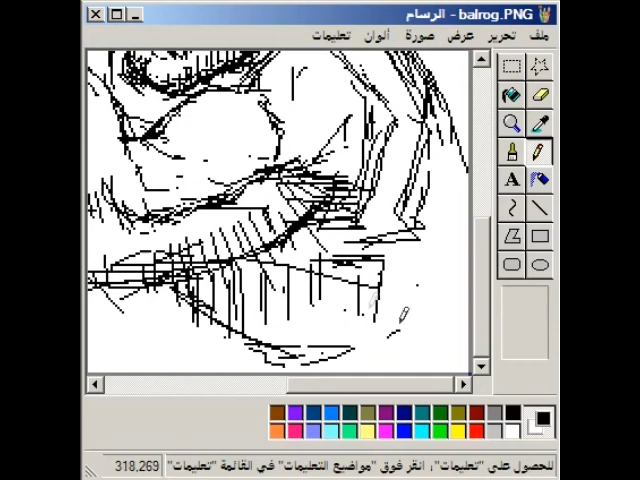 balrog.PNG - الرسام
ملف تحرير عرض صورة ألوان تعليمات
A
للحصول على "تعليمات"، انقر فوق "مواضيع التعليمات" في القائمة "تعليمات" 318,269